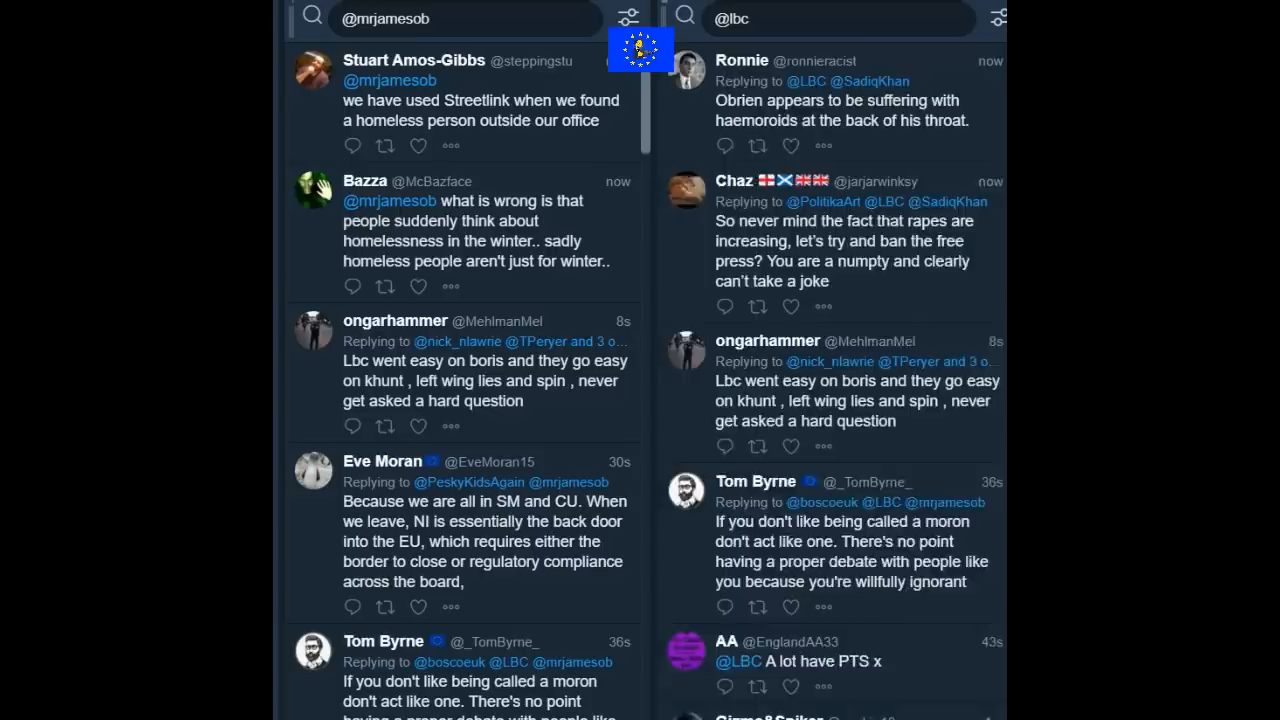 @mrjamesob
Stuart Amos-Gibbs @steppingstu
@mrjamesob
we have used Streetlink when we found
a homeless person outside our office
Bazza @McBazface now
@mrjamesob what is wrong is that
people suddenly think about
homelessness in the winter.. sadly
homeless people aren't just for winter..
ongarhammer @MehlmanMel 8s
Replying to @nick_nlawrie @TPeryer and 3 o...
Lbc went easy on boris and they go easy
on khunt , left wing lies and spin , never
get asked a hard question
Eve Moran @EveMoran15 30s
Replying to @PeskyKidsAgain @mrjamesob
Because we are all in SM and CU. When
we leave, NI is essentially the back door
into the EU, which requires either the
border to close or regulatory compliance
across the board,
Tom Byrne @_TomByrne_ 36s
Replying to @boscoeuk @LBC @mrjamesob
If you don't like being called a moron
don't act like one. There's no point
having a proper debate with people like
@lbc
Ronnie @ronnieracist now
Replying to @LBC @SadiqKhan
Obrien appears to be suffering with
haemoroids at the back of his throat.
Chaz @jarjarwinksy now
Replying to @PolitikaArt @LBC @SadiqKhan
So never mind the fact that rapes are
increasing, let's try and ban the free
press? You are a numpty and clearly
can't take a joke
ongarhammer @MehlmanMel 8s
Replying to @nick_nlawrie @TPeryer and 3 o...
Lbc went easy on boris and they go easy
on khunt , left wing lies and spin , never
get asked a hard question
Tom Byrne @_TomByrne_ 36s
Replying to @boscoeuk @LBC @mrjamesob
If you don't like being called a moron
don't act like one. There's no point
having a proper debate with people like
you because you're willfully ignorant
AA @EnglandAA33 43s
@LBC A lot have PTS x